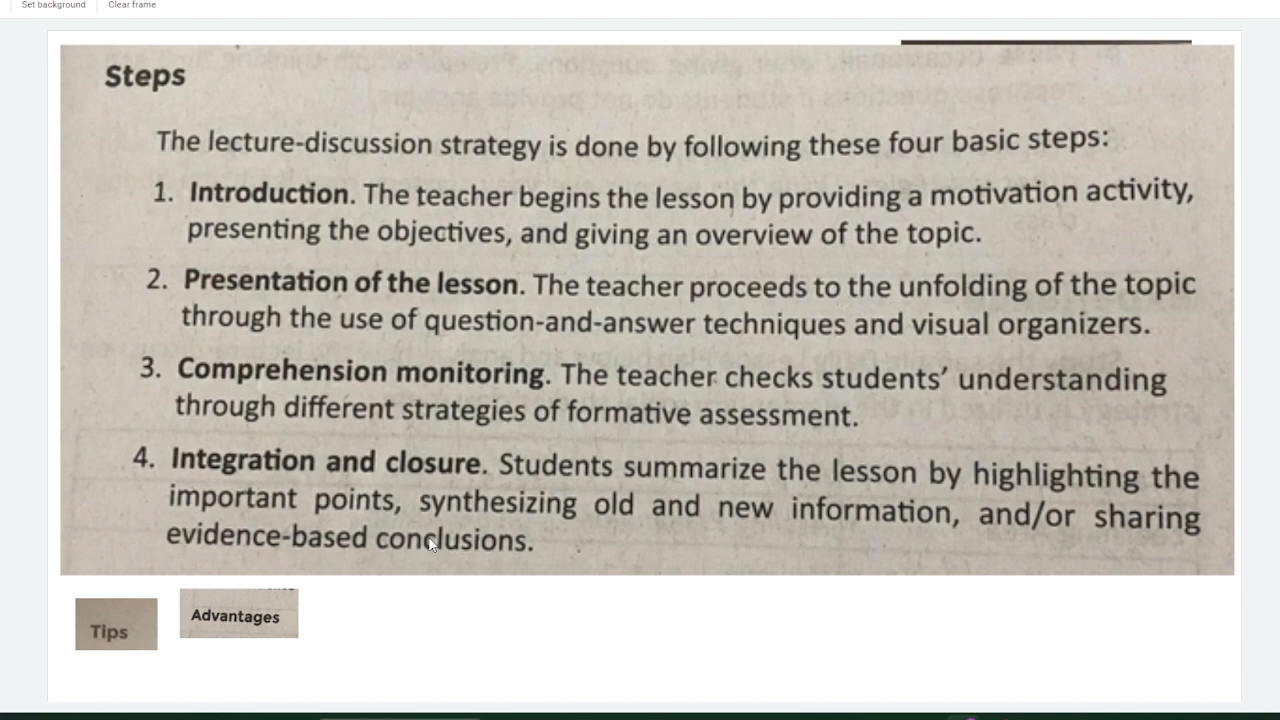 Set background Clear frame
Steps
The lecture-discussion strategy is done by following these four basic steps:
1. Introduction. The teacher begins the lesson by providing a motivation activity,
presenting the objectives, and giving an overview of the topic.
2. Presentation of the lesson. The teacher proceeds to the unfolding of the topic
through the use of question-and-answer techniques and visual organizers.
3. Comprehension monitoring. The teacher checks students’ understanding
through different strategies of formative assessment.
4. Integration and closure. Students summarize the lesson by highlighting the
important points, synthesizing old and new information, and/or sharing
evidence-based conclusions.
Tips
Advantages